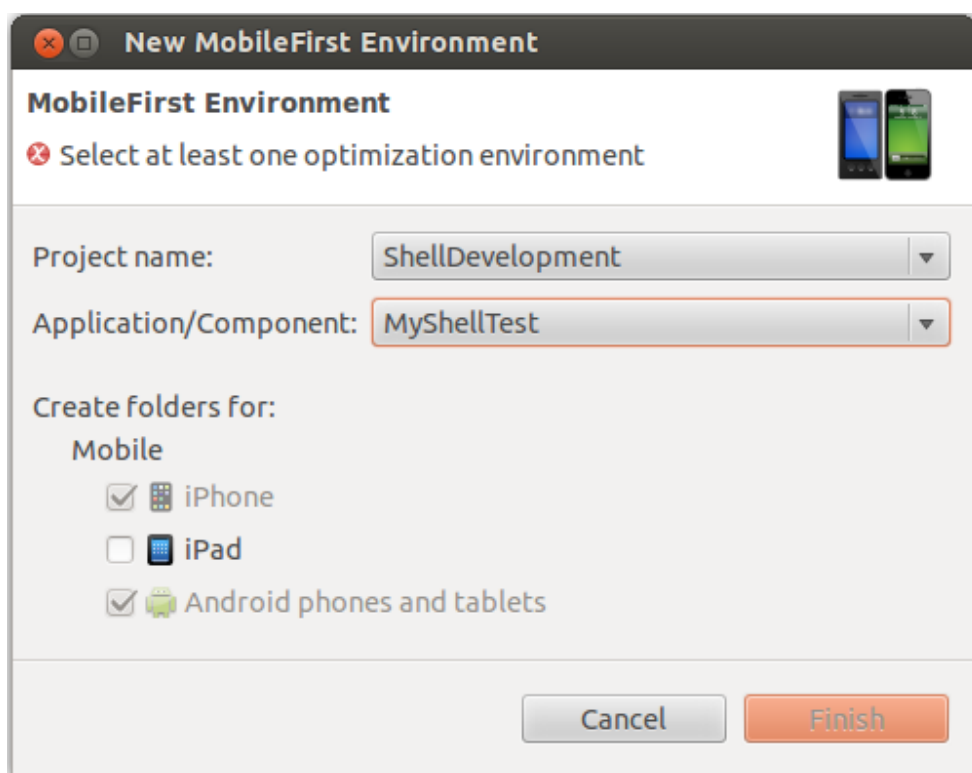 New MobileFirst Environment
MobileFirst Environment
Select at least one optimization environment
Project name: ShellDevelopment
Application/Component: MyShellTest
Create folders for:
Mobile
iPhone
iPad
Android phones and tablets
Cancel Finish